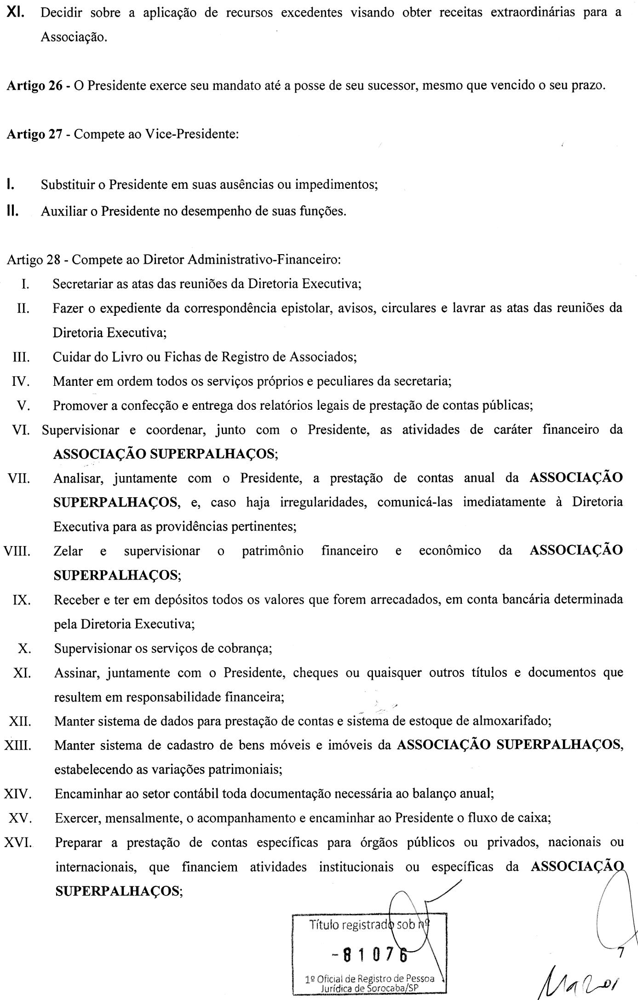 XI. Decidir sobre a aplicação de recursos excedentes visando obter receitas extraordinárias para a
Associação.
Artigo 26 - O Presidente exerce seu mandato até a posse de seu sucessor, mesmo que vencido o seu prazo.
Artigo 27 - Compete ao Vice-Presidente:
I. Substituir o Presidente em suas ausências ou impedimentos;
II. Auxiliar o Presidente no desempenho de suas funções.
Artigo 28 - Compete ao Diretor Administrativo-Financeiro:
I. Secretariar as atas das reuniões da Diretoria Executiva;
II. Fazer o expediente da correspondência epistolar, avisos, circulares e lavrar as atas das reuniões da
Diretoria Executiva;
III. Cuidar do Livro ou Fichas de Registro de Associados;
IV. Manter em ordem todos os serviços próprios e peculiares da secretaria;
V. Promover a confecção e entrega dos relatórios legais de prestação de contas públicas;
VI. Supervisionar e coordenar, junto com o Presidente, as atividades de caráter financeiro da
ASSOCIAÇÃO SUPERPALHAÇOS;
VII. Analisar, juntamente com o Presidente, a prestação de contas anual da ASSOCIAÇÃO
SUPERPALHAÇOS, e, caso haja irregularidades, comunicá-las imediatamente à Diretoria
Executiva para as providências pertinentes;
VIII. Zelar e supervisionar o patrimônio financeiro e econômico da ASSOCIAÇÃO
SUPERPALHAÇOS;
IX. Receber e ter em depósitos todos os valores que forem arrecadados, em conta bancária determinada
pela Diretoria Executiva;
X. Supervisionar os serviços de cobrança;
XI. Assinar, juntamente com o Presidente, cheques ou quaisquer outros títulos e documentos que
resultem em responsabilidade financeira;
XII. Manter sistema de dados para prestação de contas e sistema de estoque de almoxarifado;
XIII. Manter sistema de cadastro de bens móveis e imóveis da ASSOCIAÇÃO SUPERPALHAÇOS,
estabelecendo as variações patrimoniais;
XIV. Encaminhar ao setor contábil toda documentação necessária ao balanço anual;
XV. Exercer, mensalmente, o acompanhamento e encaminhar ao Presidente o fluxo de caixa;
XVI. Preparar a prestação de contas específicas para órgãos públicos ou privados, nacionais ou
internacionais, que financiem atividades institucionais ou específicas da ASSOCIAÇÃO
SUPERPALHAÇOS;
Título registrado sob nº
-81076
1º Oficial de Registro de Pessoa
Jurídica de Sorocaba/SP
7